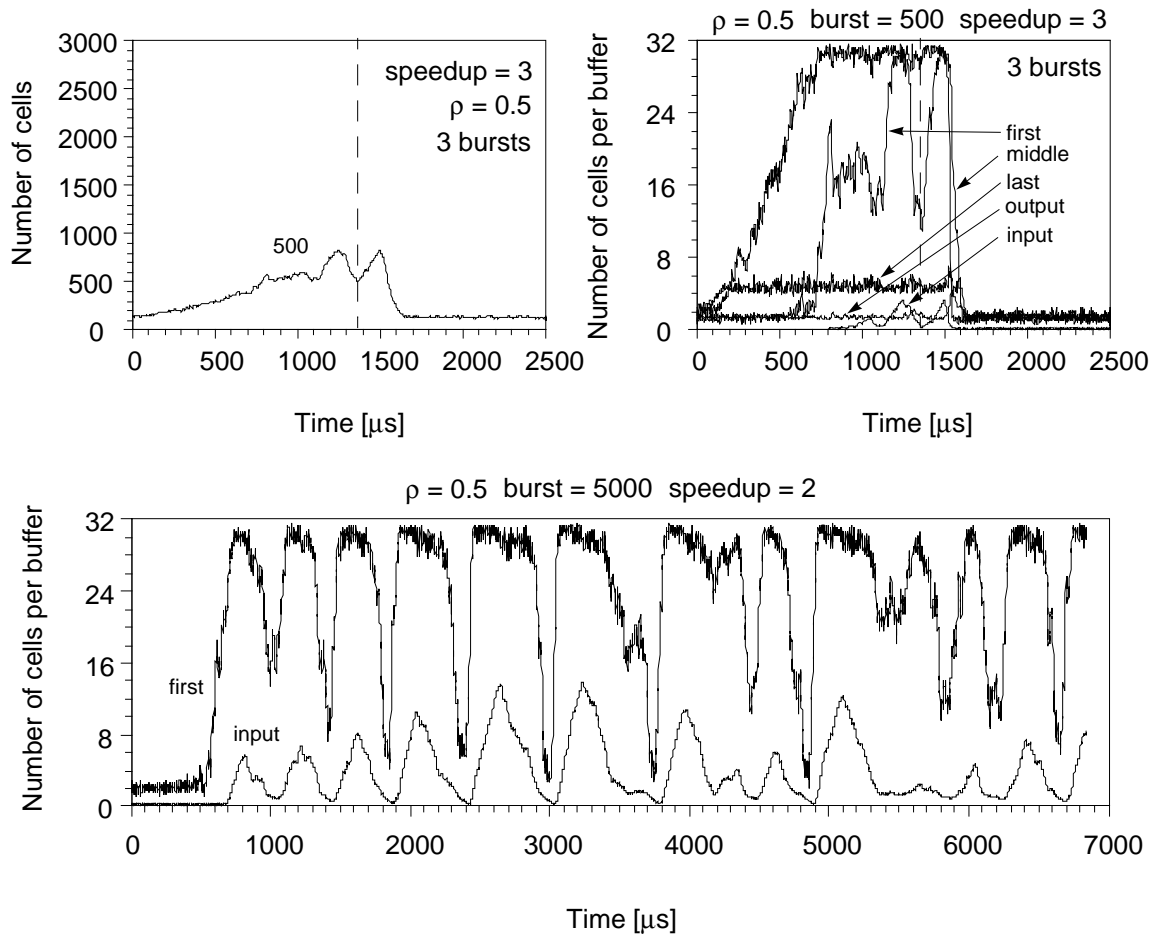 3000
2500
2000
1500
1000
500
0
Number of cells
speedup = 3
ρ = 0.5
3 bursts
500
0
500
1000
1500
2000
2500
Time [μs]
ρ = 0.5 burst = 500 speedup = 3
32
24
16
8
0
Number of cells per buffer
3 bursts
first
middle
last
output
input
0
500
1000
1500
2000
2500
Time [μs]
ρ = 0.5 burst = 5000 speedup = 2
32
24
16
8
0
Number of cells per buffer
first
input
0
1000
2000
3000
4000
5000
6000
7000
Time [μs]